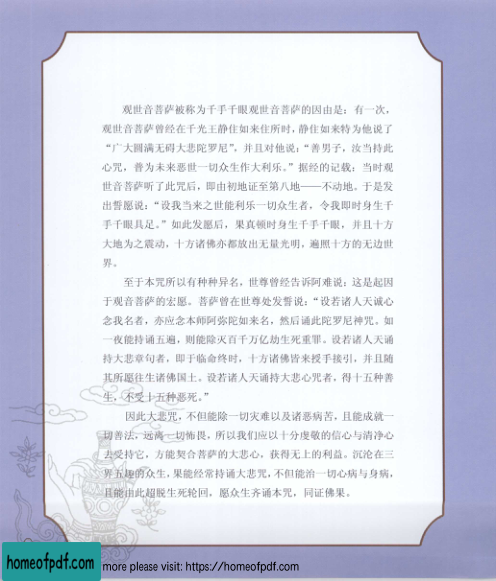 观世音菩萨被称为千手千眼观世音菩萨的因由是：有一次，
观世音菩萨曾经在千光王静住如来住所时，静住如来特为他说了
“广大圆满无碍大悲陀罗尼”，并且对他说：“善男子，汝当持此
心咒，普为未来恶世一切众生作大利乐。”据经的记载：当时观
世音菩萨听了此咒后，即由初地证至第八地——不动地。于是发
出誓愿说：“设我当来之世能利乐一切众生者，令我即时身生千
手千眼具足。”如此发愿后，果真顿时身生千手千眼，并且十方
大地为之震动，十方诸佛亦都放出无量光明，遍照十方的无边世
界。
至于本咒所以有种种异名，世尊曾经告诉阿难说：这是起因
于观音菩萨的宏愿。菩萨曾在世尊处发誓说：“设若诸人天诚心
念我名者，亦应念本师阿弥陀如来名，然后诵此陀罗尼神咒。如
一夜能持诵五遍，则能除灭百千万亿劫生死重罪。设若诸人天诵
持大悲章句者，即于临命终时，十方诸佛皆来授手接引，并且随
其所愿往生诸佛国土。设若诸人天诵持大悲心咒者，得十五种善
生，不受十五种恶死。”
因此大悲咒，不但能除一切灾难以及诸恶病苦，且能成就一
切善法，远离一切怖畏，所以我们应以十分虔敬的信心与清净心
去受持它，方能契合菩萨的大悲心，获得无上的利益。沉沦在三
界五趣的众生，果能经常持诵大悲咒，不但能治一切心病与身病，
且能由此超脱生死轮回，愿众生齐诵本咒，同证佛果。
homeofpdf.com
more please visit: https://homeofpdf.com